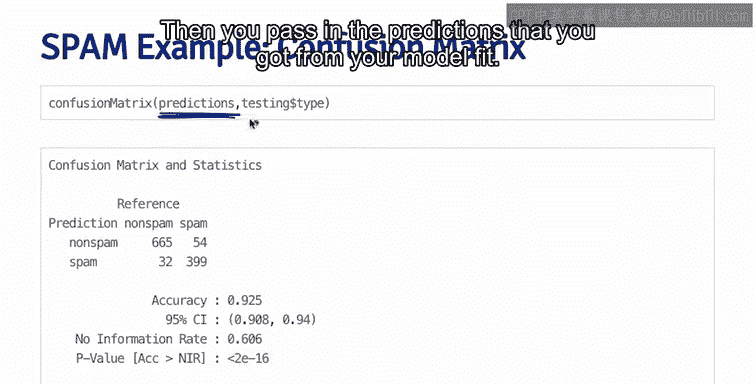 Then you pass in the predictions that you
got from your model fit.
SPAM Example: Confusion Matrix
confusionMatrix(predictions,testing$type)
Confusion Matrix and Statistics
Reference
Prediction nonspam spam
nonspam 665 54
spam 32 399
Accuracy : 0.925
95% CI : (0.908, 0.94)
No Information Rate : 0.606
P-Value [Acc > NIR] : <2e-16